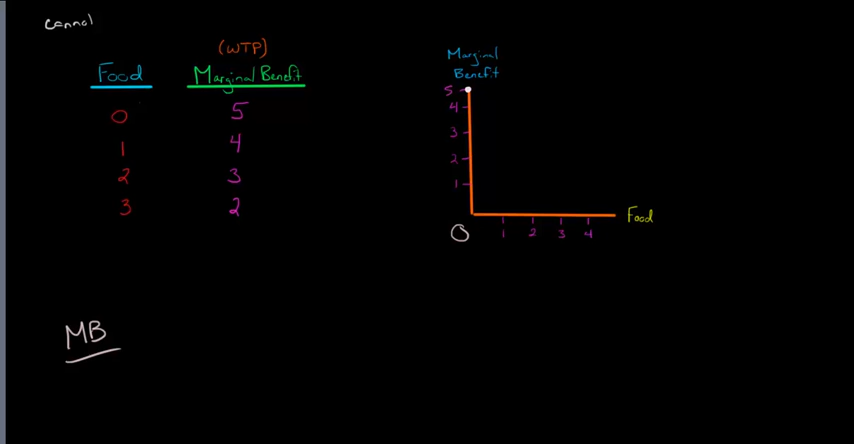 (WTP)
Food Marginal Benefit
0 5
1 4
2 3
3 2
MB
Marginal
Benefit
5
4
3
2
1
0
1 2 3 4
Food